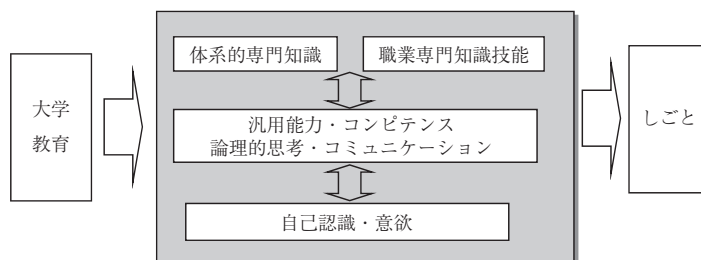 体系的専門知識
職業専門知識技能
大学
教育
汎用能力・コンピテンス
論理的思考・コミュニケーション
しごと
自己認識・意欲